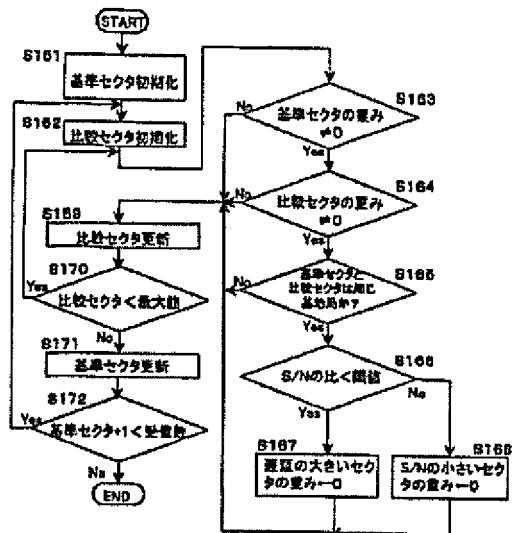 START
S161
基準セクタ初期化
S162
比較セクタ初期化
S163
No
基準セクタの重み
≠0
Yes
S164
No
比較セクタの重み
≠0
Yes
S165
No
基準セクタと
比較セクタは同じ
基地局か?
Yes
S166
S/Nの比<閾値
Yes
No
S167
遅延の大きいセク
タの重み←0
S168
S/Nの小さいセク
タの重み←0
S169
比較セクタ更新
S170
Yes
比較セクタ<最大値
No
S171
基準セクタ更新
S172
Yes
基準セクタ+1<
No
END